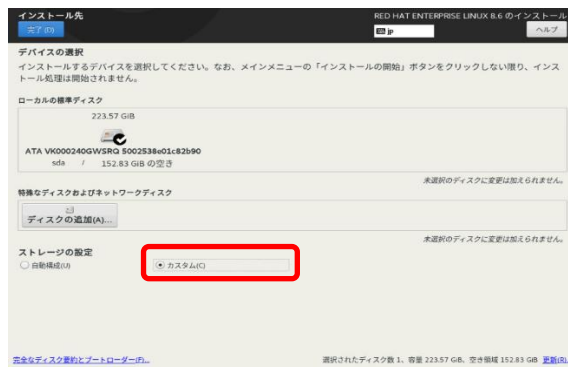 インストール先
RED HAT ENTERPRISE LINUX 8.6 のインストール
完了(D)
jp
ヘルプ
デバイスの選択
インストールするデバイスを選択してください。なお、メインメニューの「インストールの開始」ボタンをクリックしない限り、インス
トール処理は開始されません。
ローカルの標準ディスク
223.57 GiB
ATA VK000240GWSRQ 5002538e01c82b90
sda / 152.83 GiB の空き
未選択のディスクに変更は加えられません。
特殊なディスクおよびネットワークディスク
ディスクの追加(A)...
未選択のディスクに変更は加えられません。
ストレージの設定
自動構成(U)
カスタム(C)
完全なディスク要約とブートローダー(F)...
選択されたディスク数 1、容量 223.57 GiB、空き領域 152.83 GiB 更新(R)